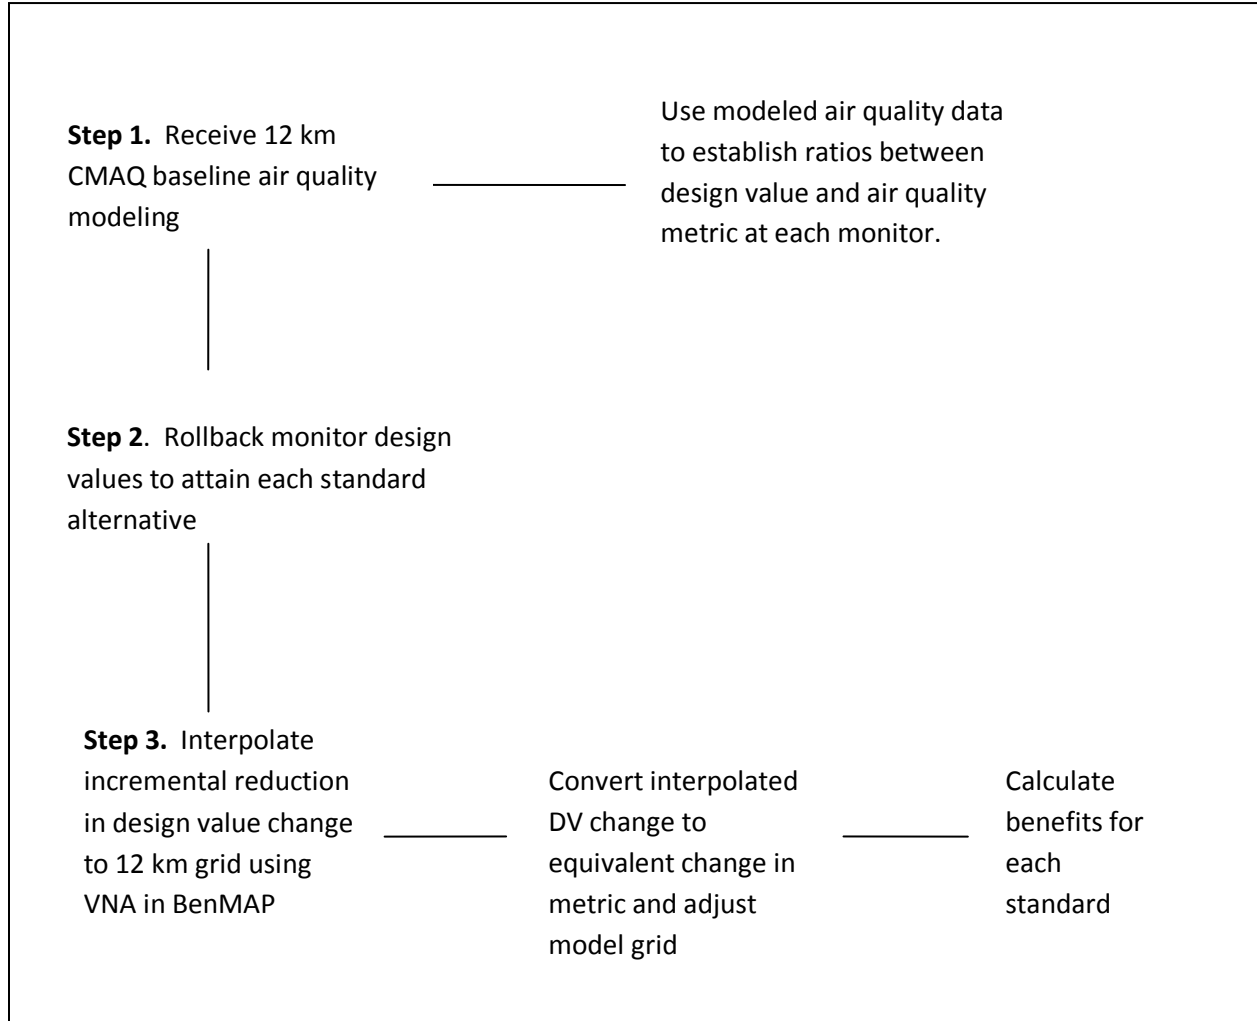 Step 1. Receive 12 km
CMAQ baseline air quality
modeling
Use modeled air quality data
to establish ratios between
design value and air quality
metric at each monitor.
Step 2. Rollback monitor design
values to attain each standard
alternative
Step 3. Interpolate
incremental reduction
in design value change
to 12 km grid using
VNA in BenMAP
Convert interpolated
DV change to
equivalent change in
metric and adjust
model grid
Calculate
benefits for
each
standard